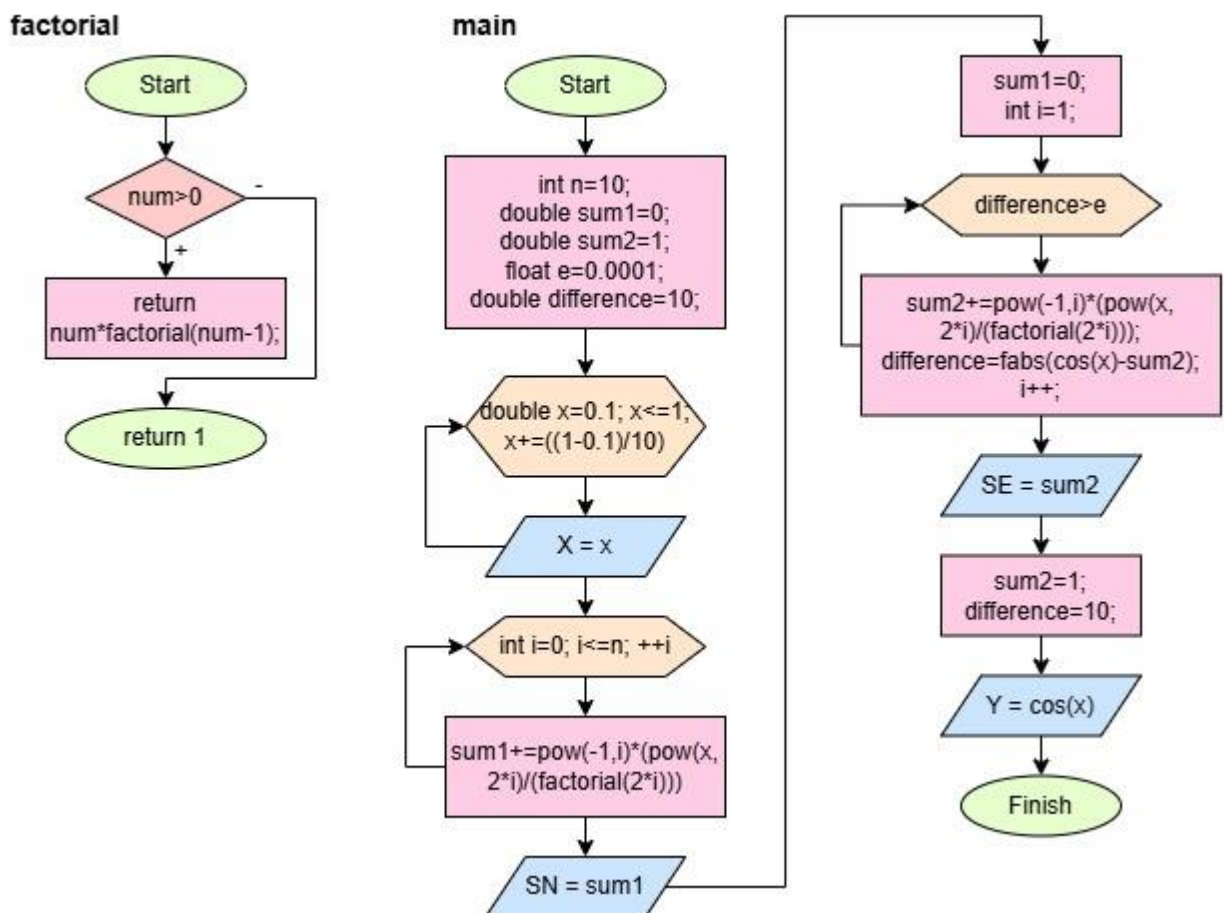 factorial
Start
num>0
-
+
return
num*factorial(num-1);
return 1
main
Start
int n=10;
double sum1=0;
double sum2=1;
float e=0.0001;
double difference=10;
double x=0.1; x<=1;
x+=((1-0.1)/10)
X = x
int i=0; i<=n; ++i
sum1+=pow(-1,i)*(pow(x,
2*i)/(factorial(2*i)))
SN = sum1
sum1=0;
int i=1;
difference>e
sum2+=pow(-1,i)*(pow(x,
2*i)/(factorial(2*i)));
difference=fabs(cos(x)-sum2);
i++;
SE = sum2
sum2=1;
difference=10;
Y = cos(x)
Finish